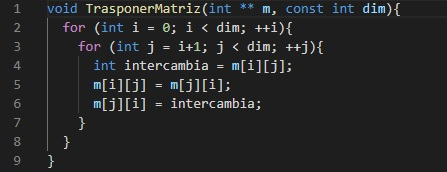 1 void TrasponerMatriz(int ** m, const int dim){
2   for (int i = 0; i < dim; ++i){
3     for (int j = i+1; j < dim; ++j){
4       int intercambia = m[i][j];
5       m[i][j] = m[j][i];
6       m[j][i] = intercambia;
7     }
8   }
9 }